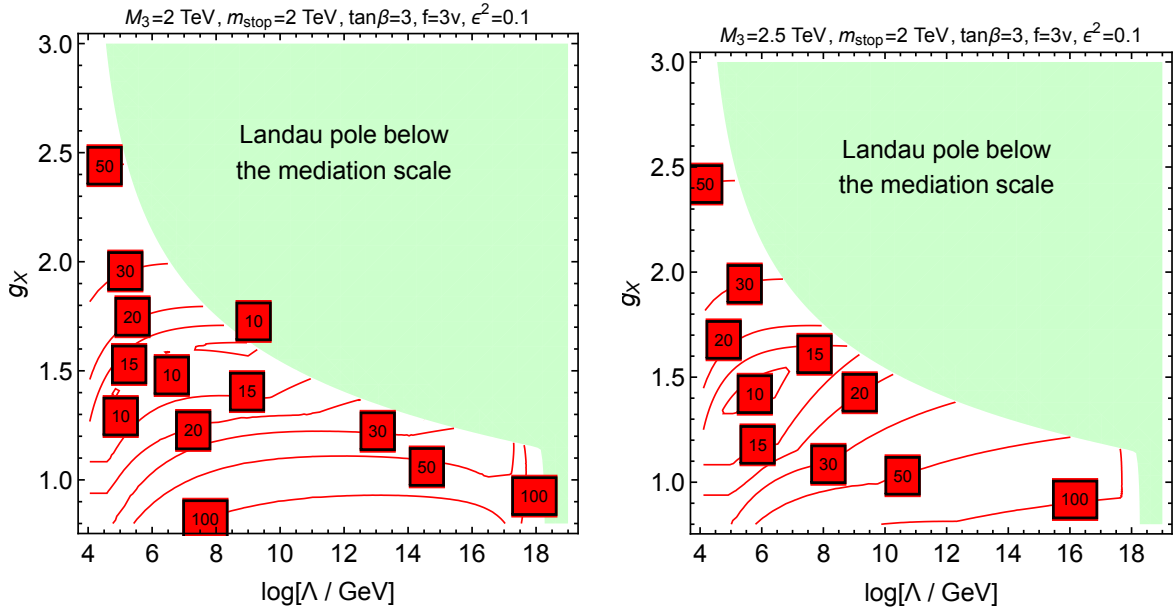 M₃=2 TeV, mstop=2 TeV, tanβ=3, f=3v, ϵ²=0.1
3.0
2.5
2.0
1.5
1.0
gX
Landau pole below
the mediation scale
50
30
20
10
15
10
15
10
20
30
50
100
100
4 6 8 10 12 14 16 18
log[Λ / GeV]
M₃=2.5 TeV, mstop=2 TeV, tanβ=3, f=3v, ϵ²=0.1
3.0
2.5
2.0
1.5
1.0
gX
Landau pole below
the mediation scale
50
30
20
15
10
20
15
30
50
100
4 6 8 10 12 14 16 18
log[Λ / GeV]